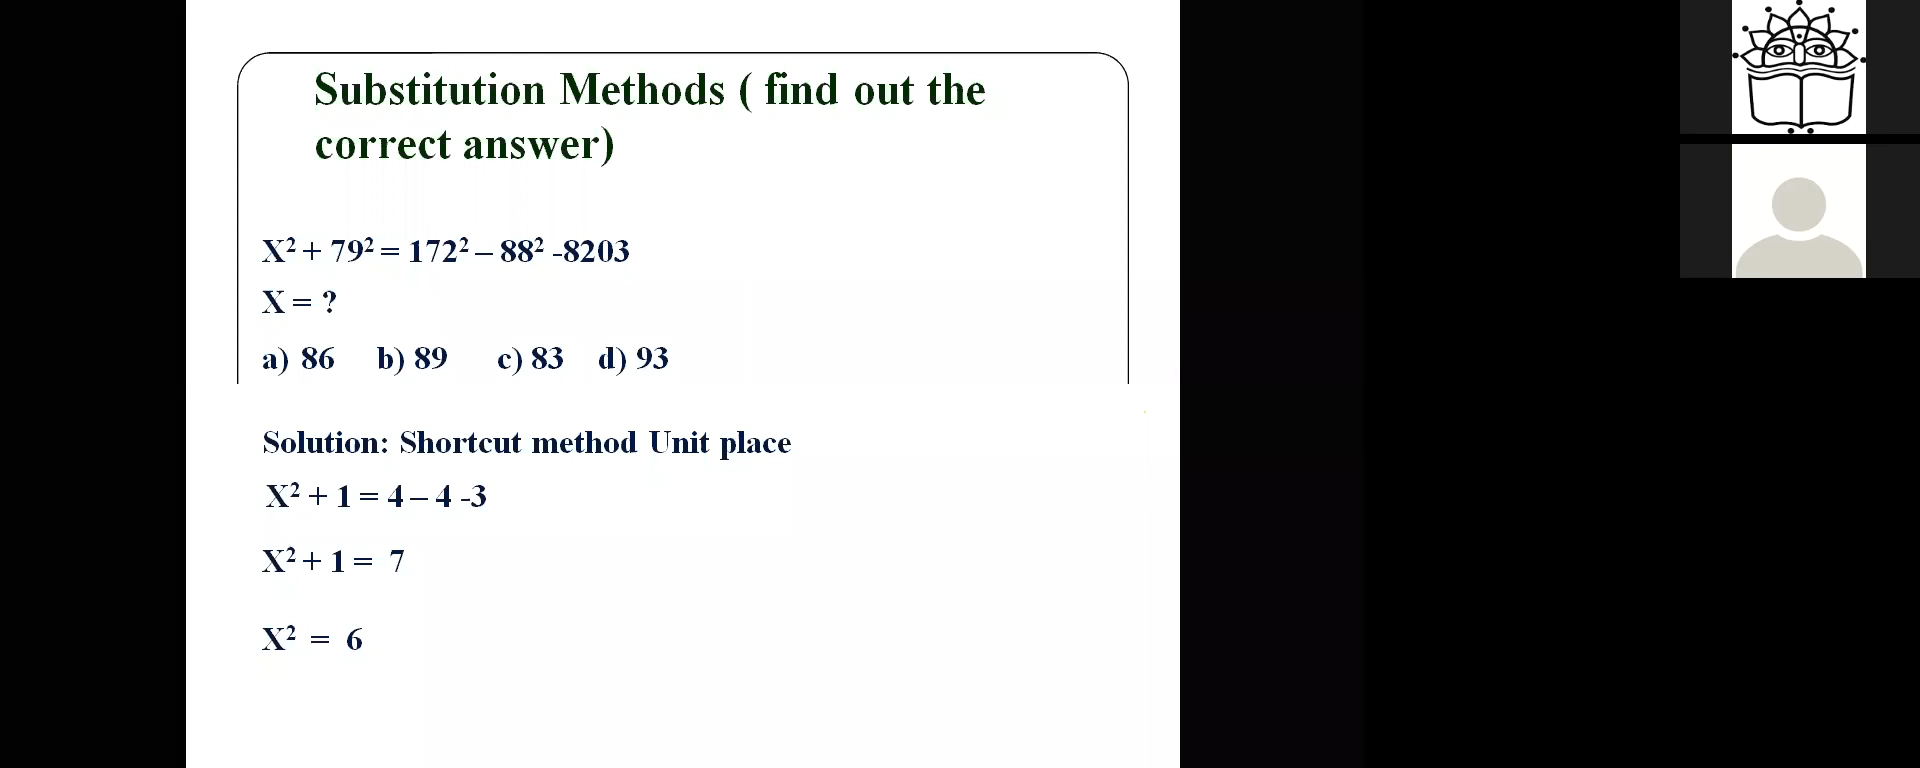 Substitution Methods ( find out the
correct answer)
X² + 79² = 172² – 88² -8203
X = ?
a) 86 b) 89 c) 83 d) 93
Solution: Shortcut method Unit place
X² + 1 = 4 – 4 -3
X² + 1 = 7
X² = 6